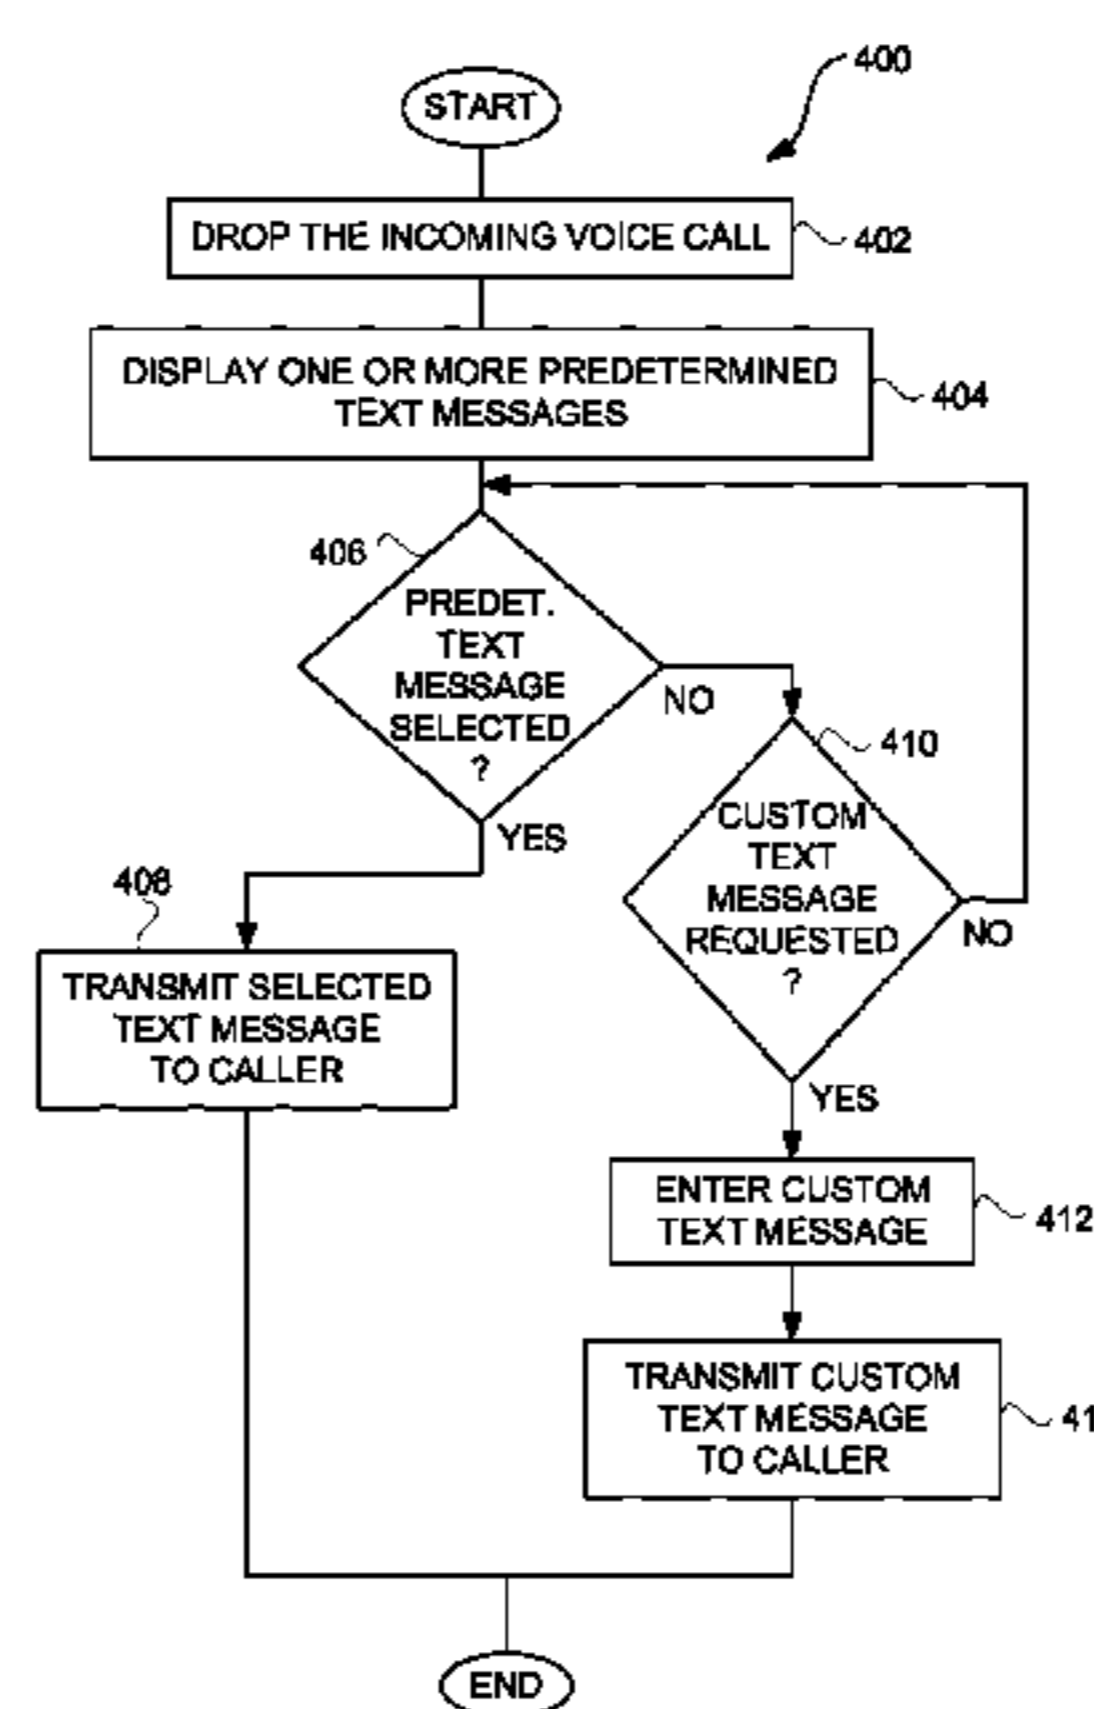 400
START
DROP THE INCOMING VOICE CALL
402
DISPLAY ONE OR MORE PREDETERMINED
TEXT MESSAGES
404
406
PREDET.
TEXT
MESSAGE
SELECTED
?
NO
YES
410
CUSTOM
TEXT
MESSAGE
REQUESTED
?
NO
YES
408
TRANSMIT SELECTED
TEXT MESSAGE
TO CALLER
ENTER CUSTOM
TEXT MESSAGE
412
TRANSMIT CUSTOM
TEXT MESSAGE
TO CALLER
41
END